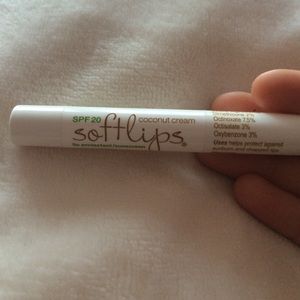 SPF 20 coconut cream
softlips®
Dimethicone 2%
Octinoxate 7.5%
Octisalate 3%
Oxybenzone 3%
Uses helps protect against
sunburn and chapped lips